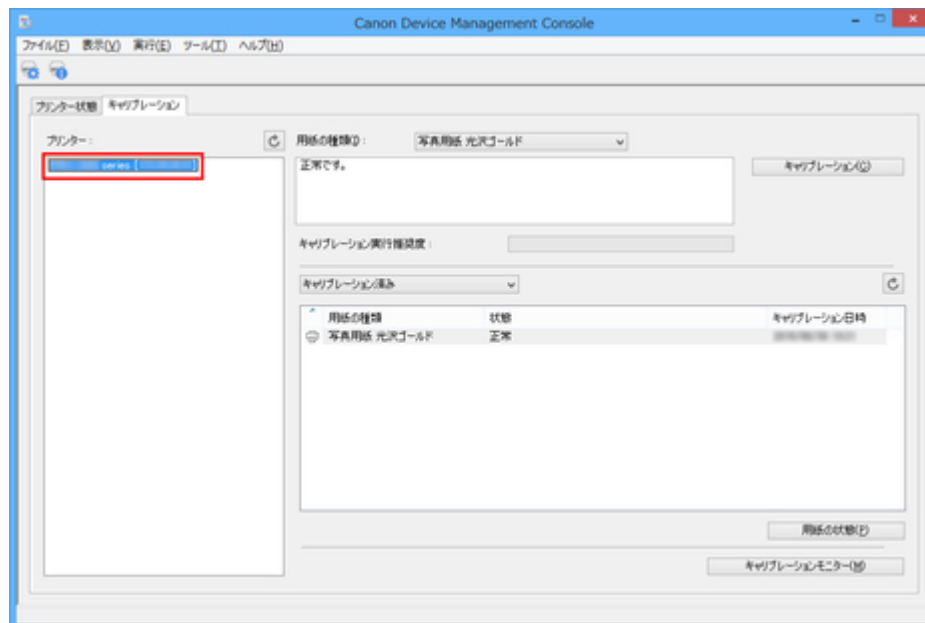 Canon Device Management Console
ファイル(F) 表示(V) 実行(E) ツール(T) ヘルプ(H)
プリンター状態 キャリブレーション
プリンター:
series [
用紙の種類(I): 写真用紙 光沢ゴールド
正常です。
キャリブレーション(C)
キャリブレーション実行推奨度:
キャリブレーション済み
用紙の種類 状態 キャリブレーション日時
写真用紙 光沢ゴールド 正常
用紙の状態(P)
キャリブレーションモニター(M)